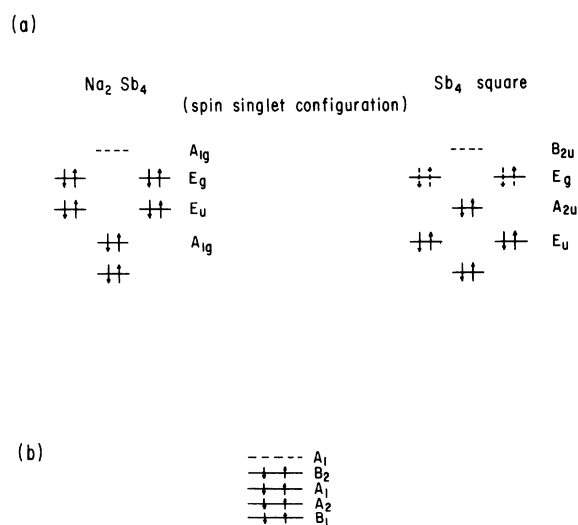 (a)
Na2 Sb4
(spin singlet configuration)
Sb4 square
A1g
Eg
Eu
A1g
B2u
Eg
A2u
Eu
(b)
A1
B2
A1
A2
B1